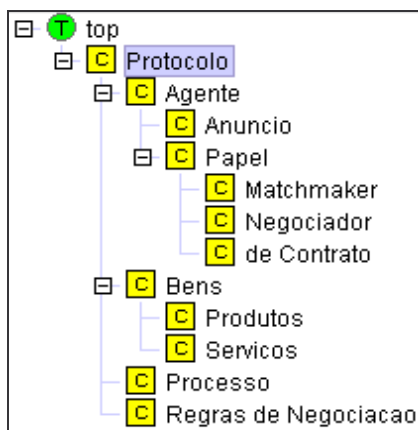 T top
C Protocolo
C Agente
C Anuncio
C Papel
C Matchmaker
C Negociador
C de Contrato
C Bens
C Produtos
C Servicos
C Processo
C Regras de Negociacao